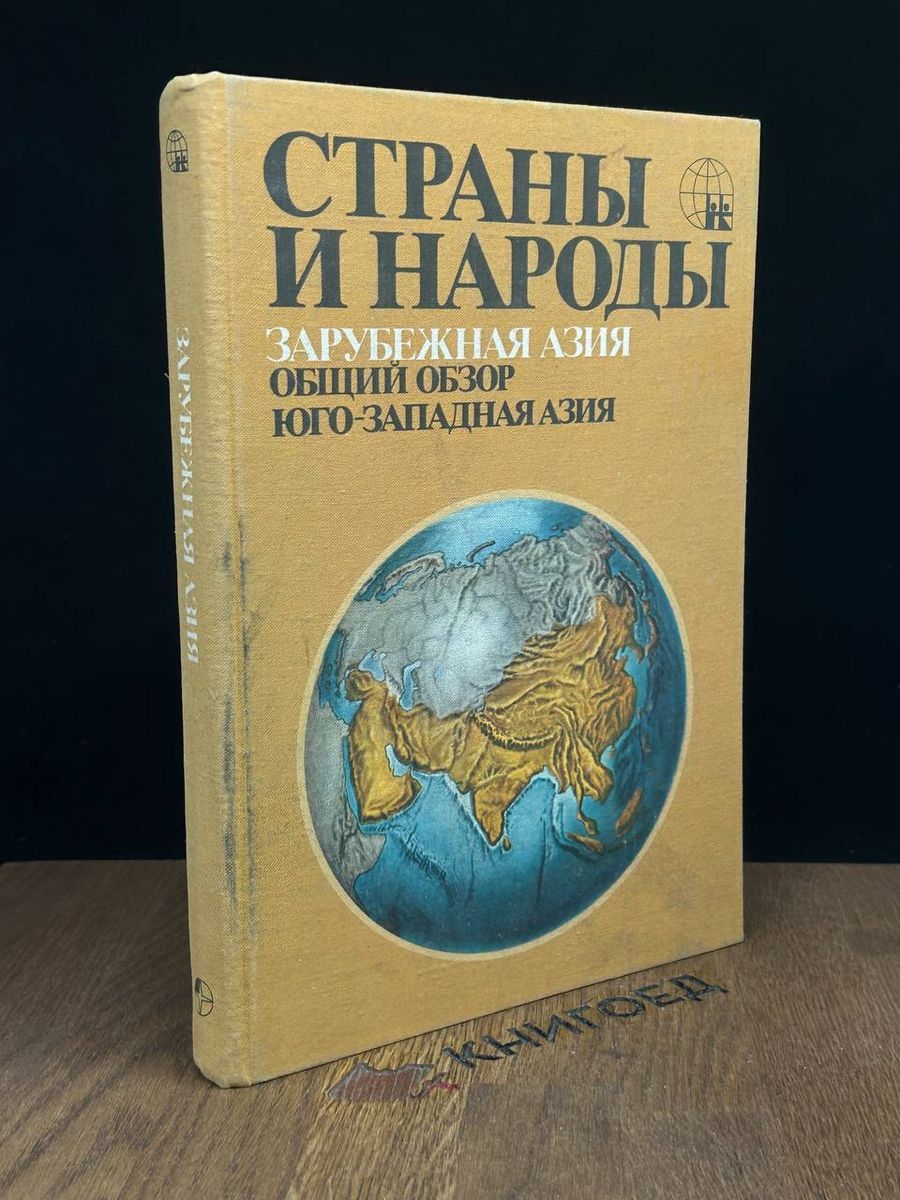 СТРАНЫ
И НАРОДЫ
ЗАРУБЕЖНАЯ АЗИЯ
ОБЩИЙ ОБЗОР
ЮГО-ЗАПАДНАЯ АЗИЯ
ЗАРУБЕЖНАЯ АЗИЯ
КНИГОЕД